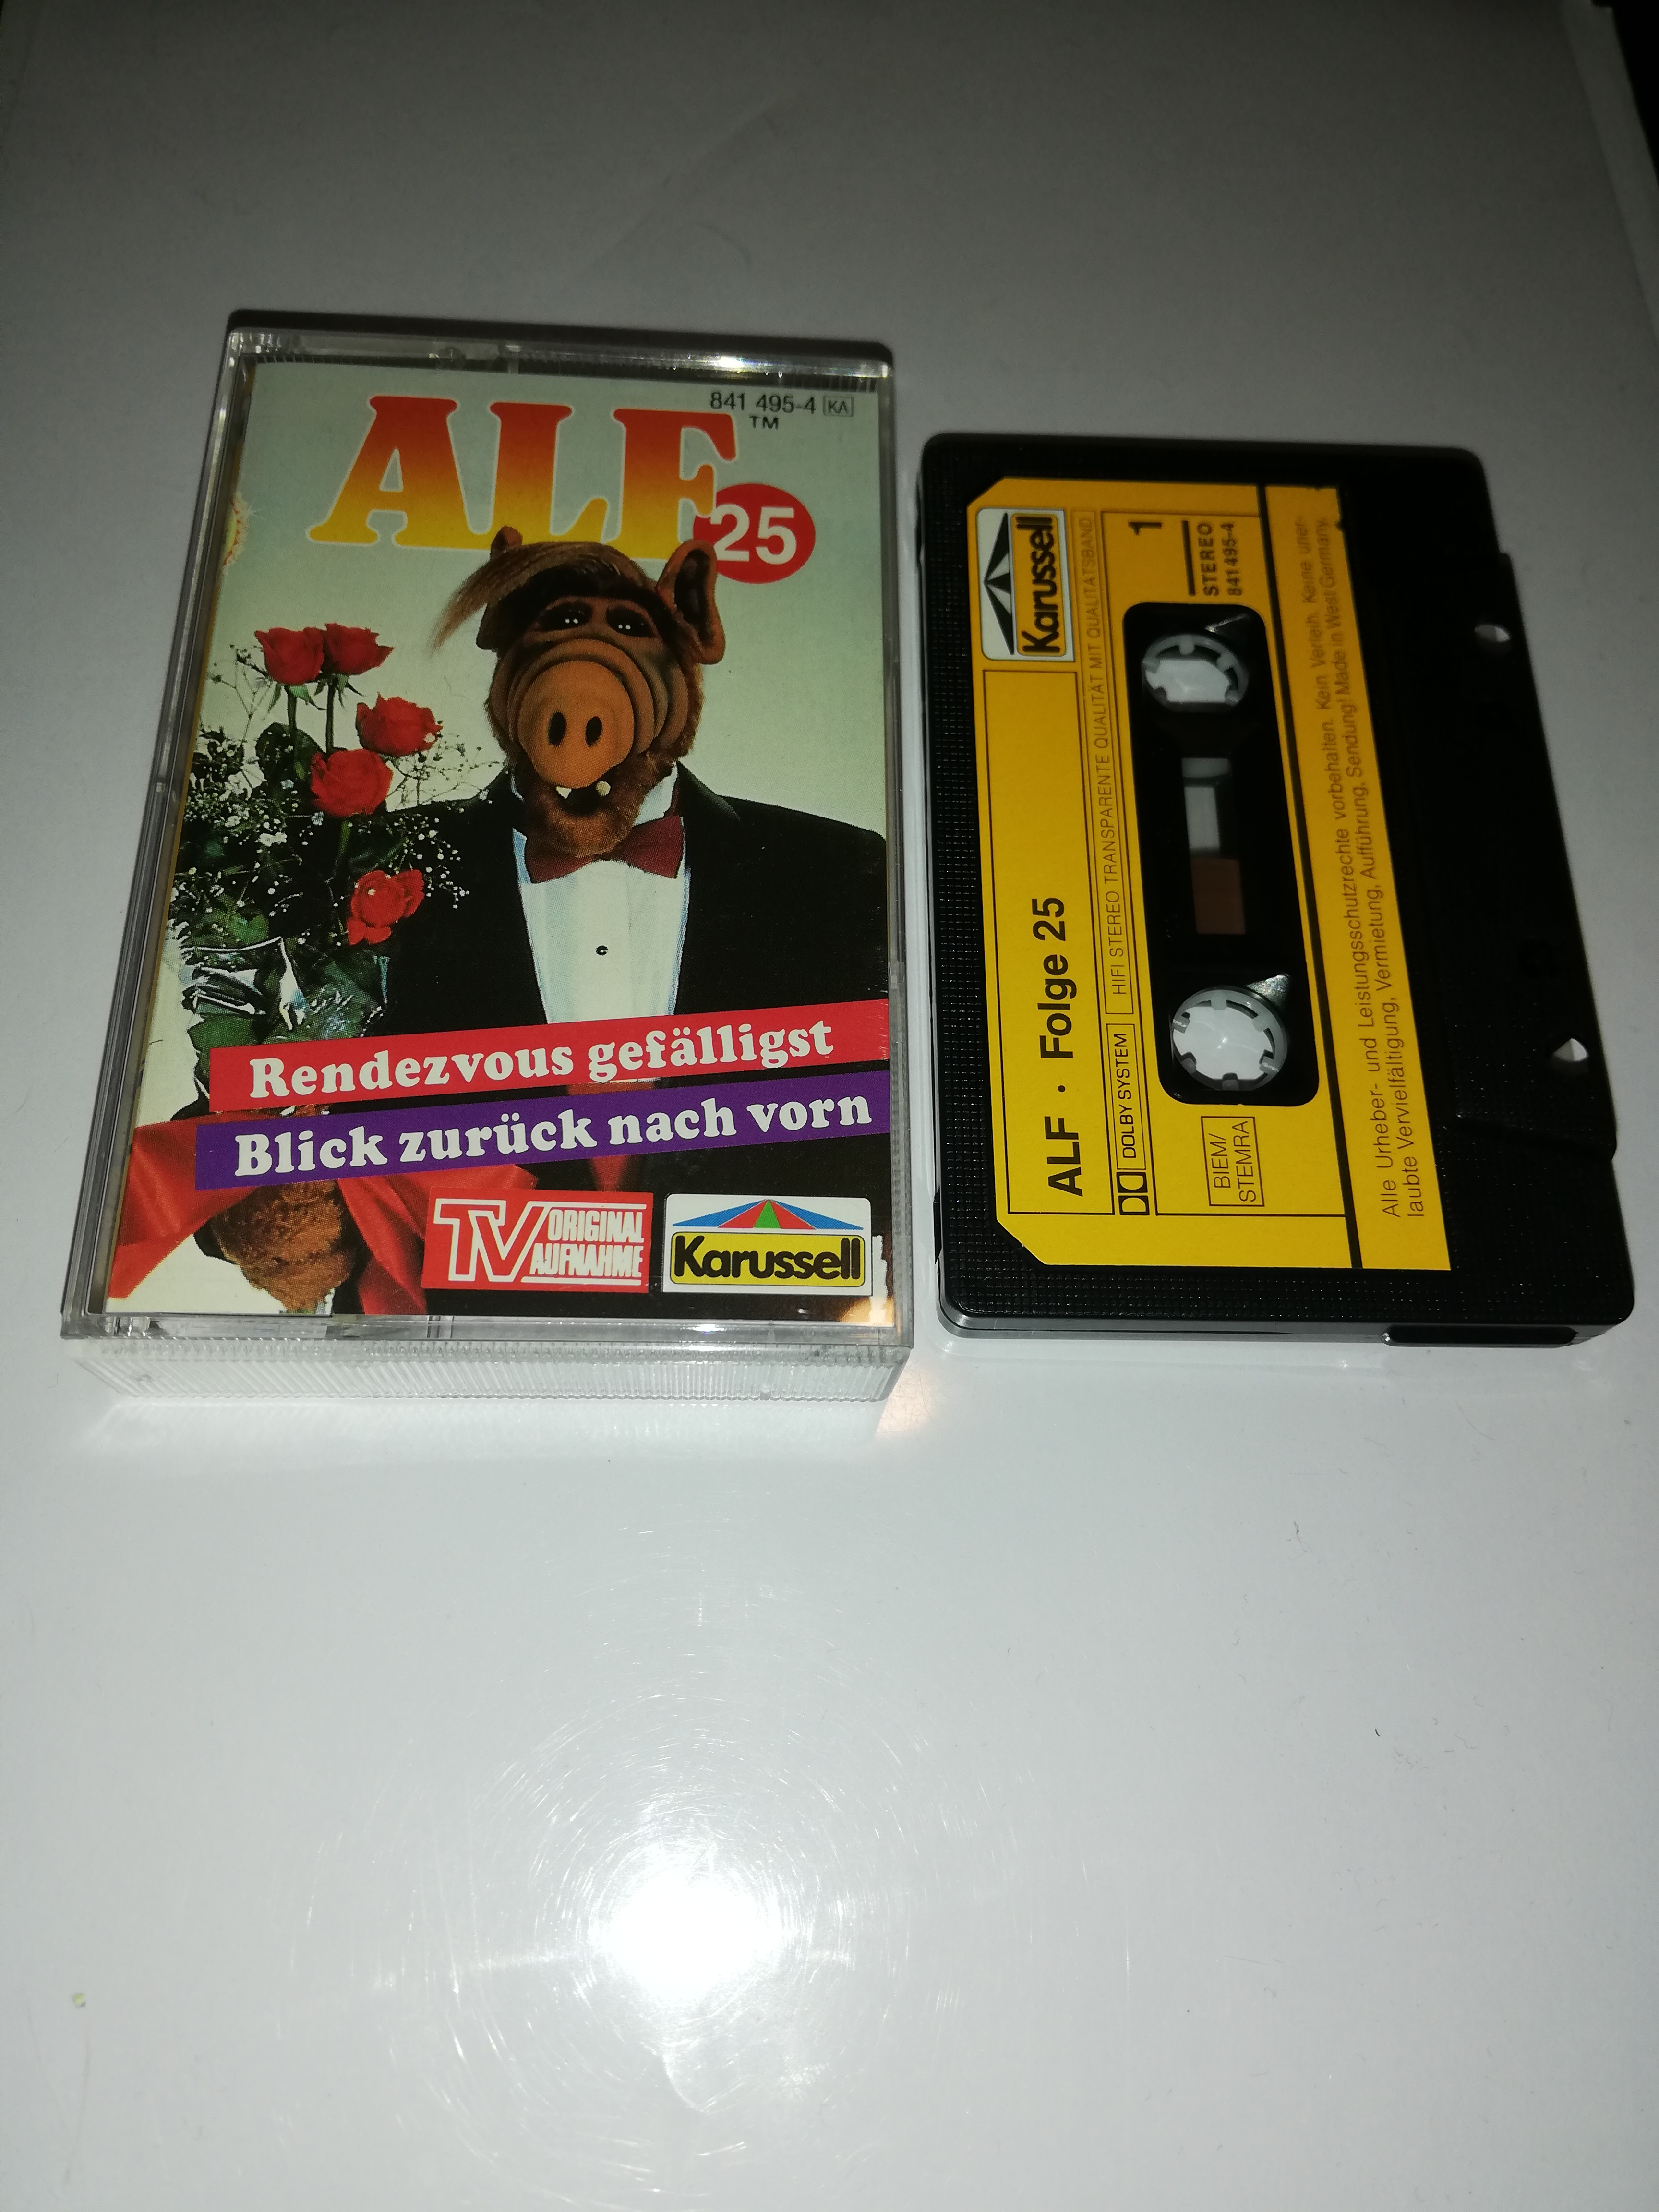 841 495-4 KA
ALF TM
25
Rendezvous gefälligst
Blick zurück nach vorn
TV ORIGINAL
AUFNAHME
Karussell
Karussell
ALF · Folge 25
DOLBY SYSTEM
HIFI STEREO TRANSPARENTE QUALITÄT MIT QUALITÄTSBAND
1
STEREO
841 495-4
BIEM/
STEMRA
Alle Urheber- und Leistungsschutzrechte vorbehalten. Kein Verleih. Keine uner-
laubte Vervielfältigung, Vermietung, Aufführung, Sendung! Made in West Germany.